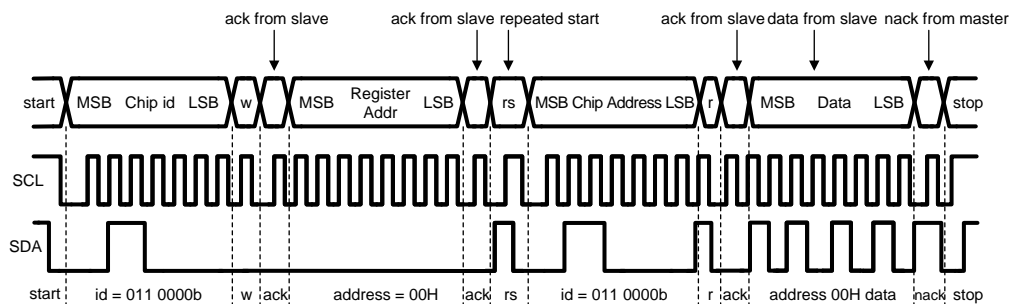 ack from slave ack from slave repeated start ack from slave data from slave nack from master
start MSB Chip id LSB w MSB Register Addr LSB rs MSB Chip Address LSB r MSB Data LSB stop
SCL
SDA
start id = 011 0000b w ack address = 00H ack rs id = 011 0000b r ack address 00H data nack stop